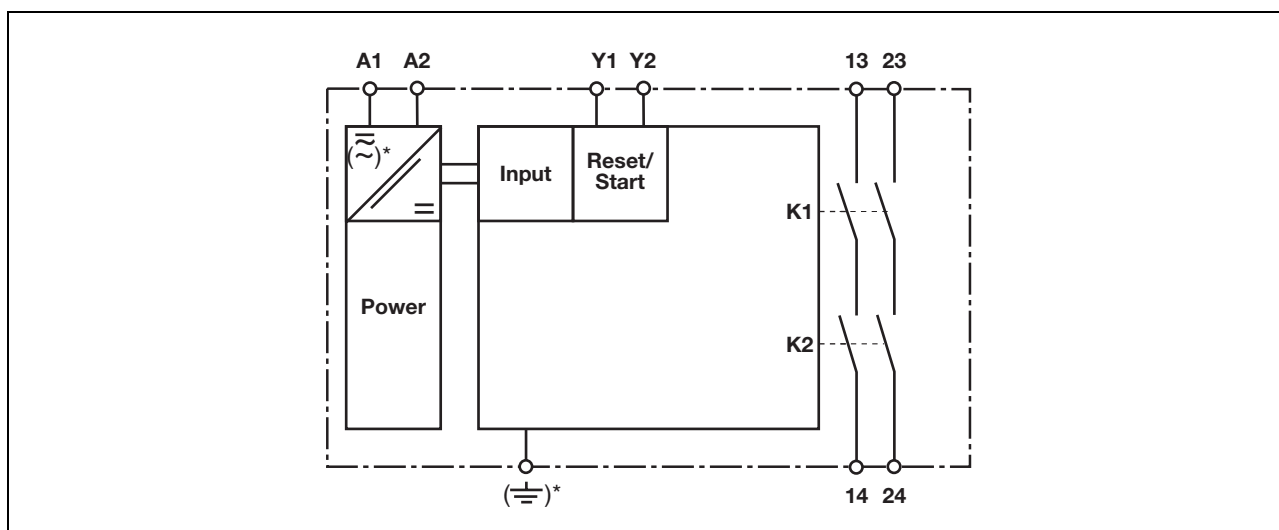 A1 A2 Y1 Y2 13 23
( )*
Input
Reset/
Start
K1
Power
K2
( )*
14 24